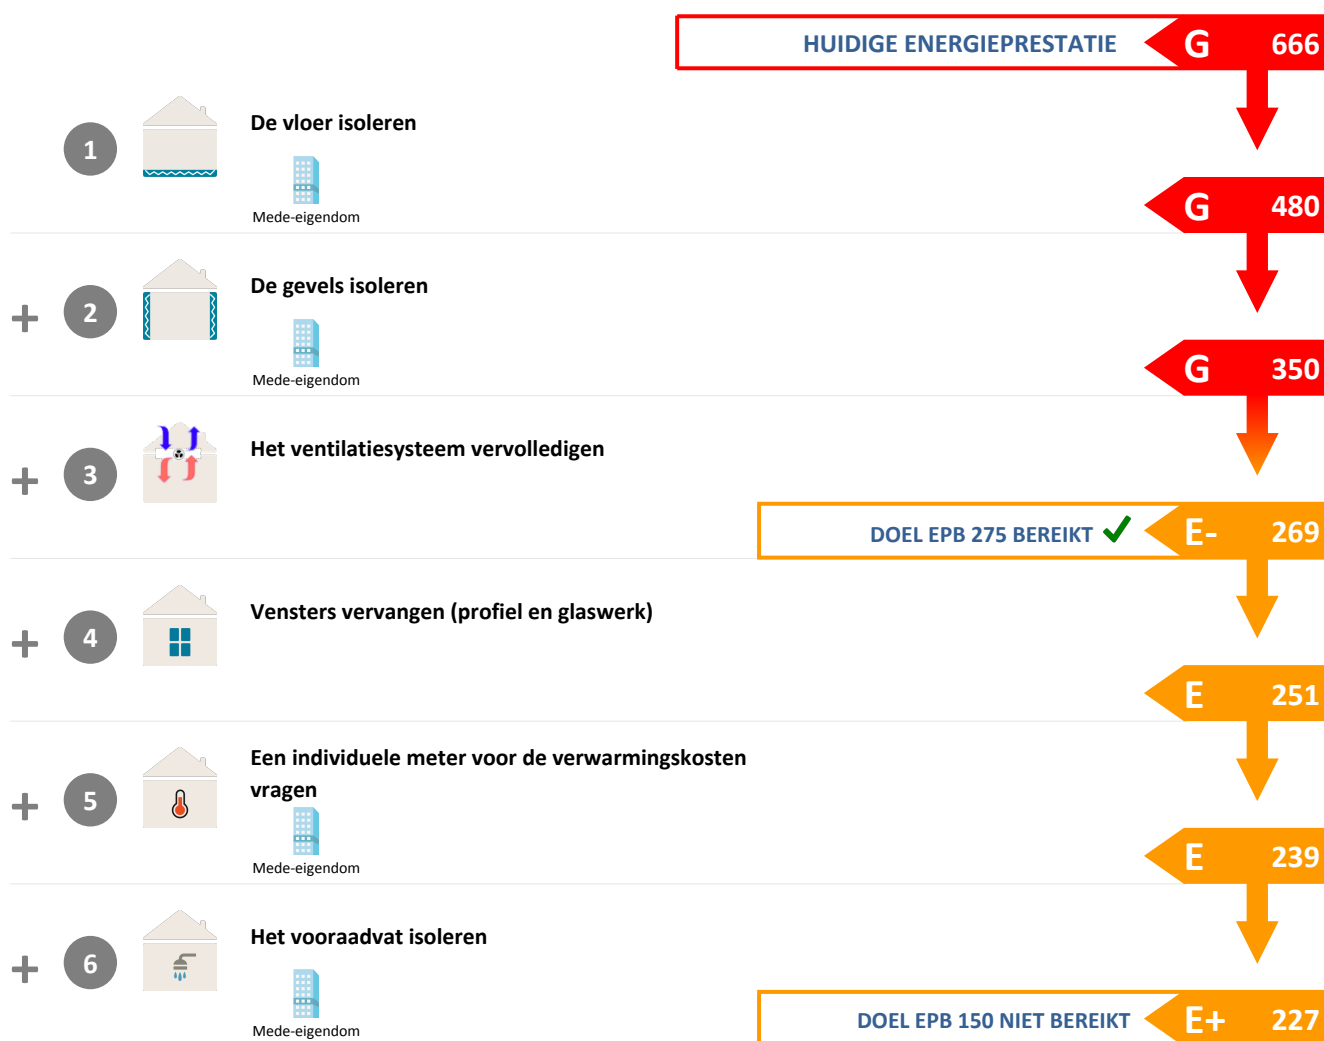 HUIDIGE ENERGIEPRESTATIE G 666
1 De vloer isoleren
Mede-eigendom
G 480
+ 2 De gevels isoleren
Mede-eigendom
G 350
+ 3 Het ventilatiesysteem vervolledigen
DOEL EPB 275 BEREIKT ✓ E- 269
+ 4 Vensters vervangen (profiel en glaswerk)
E 251
+ 5 Een individuele meter voor de verwarmingskosten
vragen
Mede-eigendom
E 239
+ 6 Het vooraadvat isoleren
Mede-eigendom
DOEL EPB 150 NIET BEREIKT E+ 227